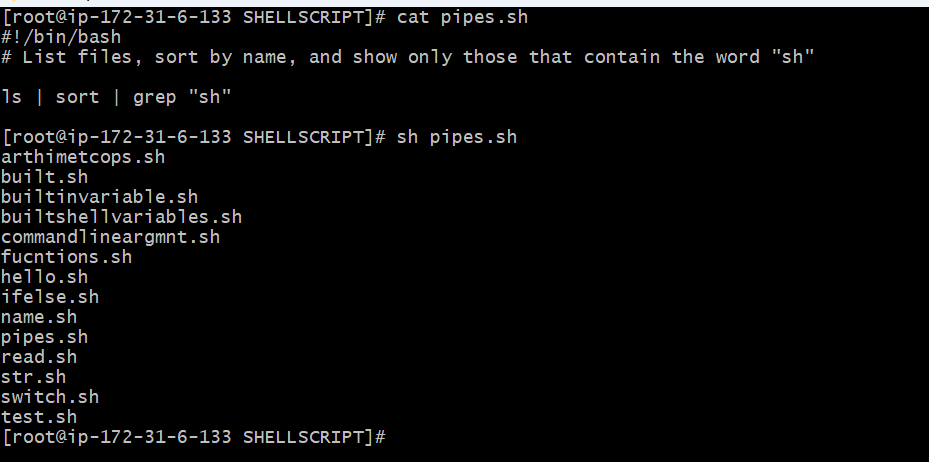 [root@ip-172-31-6-133 SHELLSCRIPT]# cat pipes.sh
#!/bin/bash
# List files, sort by name, and show only those that contain the word "sh"
ls | sort | grep "sh"
[root@ip-172-31-6-133 SHELLSCRIPT]# sh pipes.sh
arthimetcops.sh
built.sh
builtinvariable.sh
builtshellvariables.sh
commandlineargmnt.sh
fucntions.sh
hello.sh
ifelse.sh
name.sh
pipes.sh
read.sh
str.sh
switch.sh
test.sh
[root@ip-172-31-6-133 SHELLSCRIPT]#